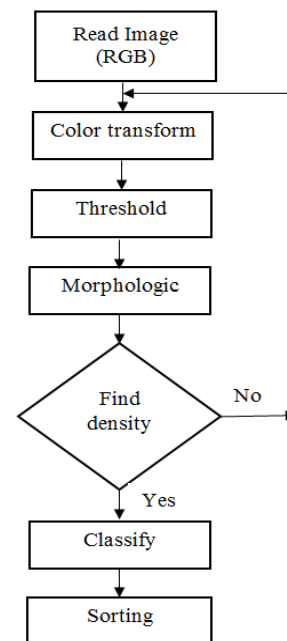 Read Image
(RGB)
Color transform
Threshold
Morphologic
Find
density
No
Yes
Classify
Sorting